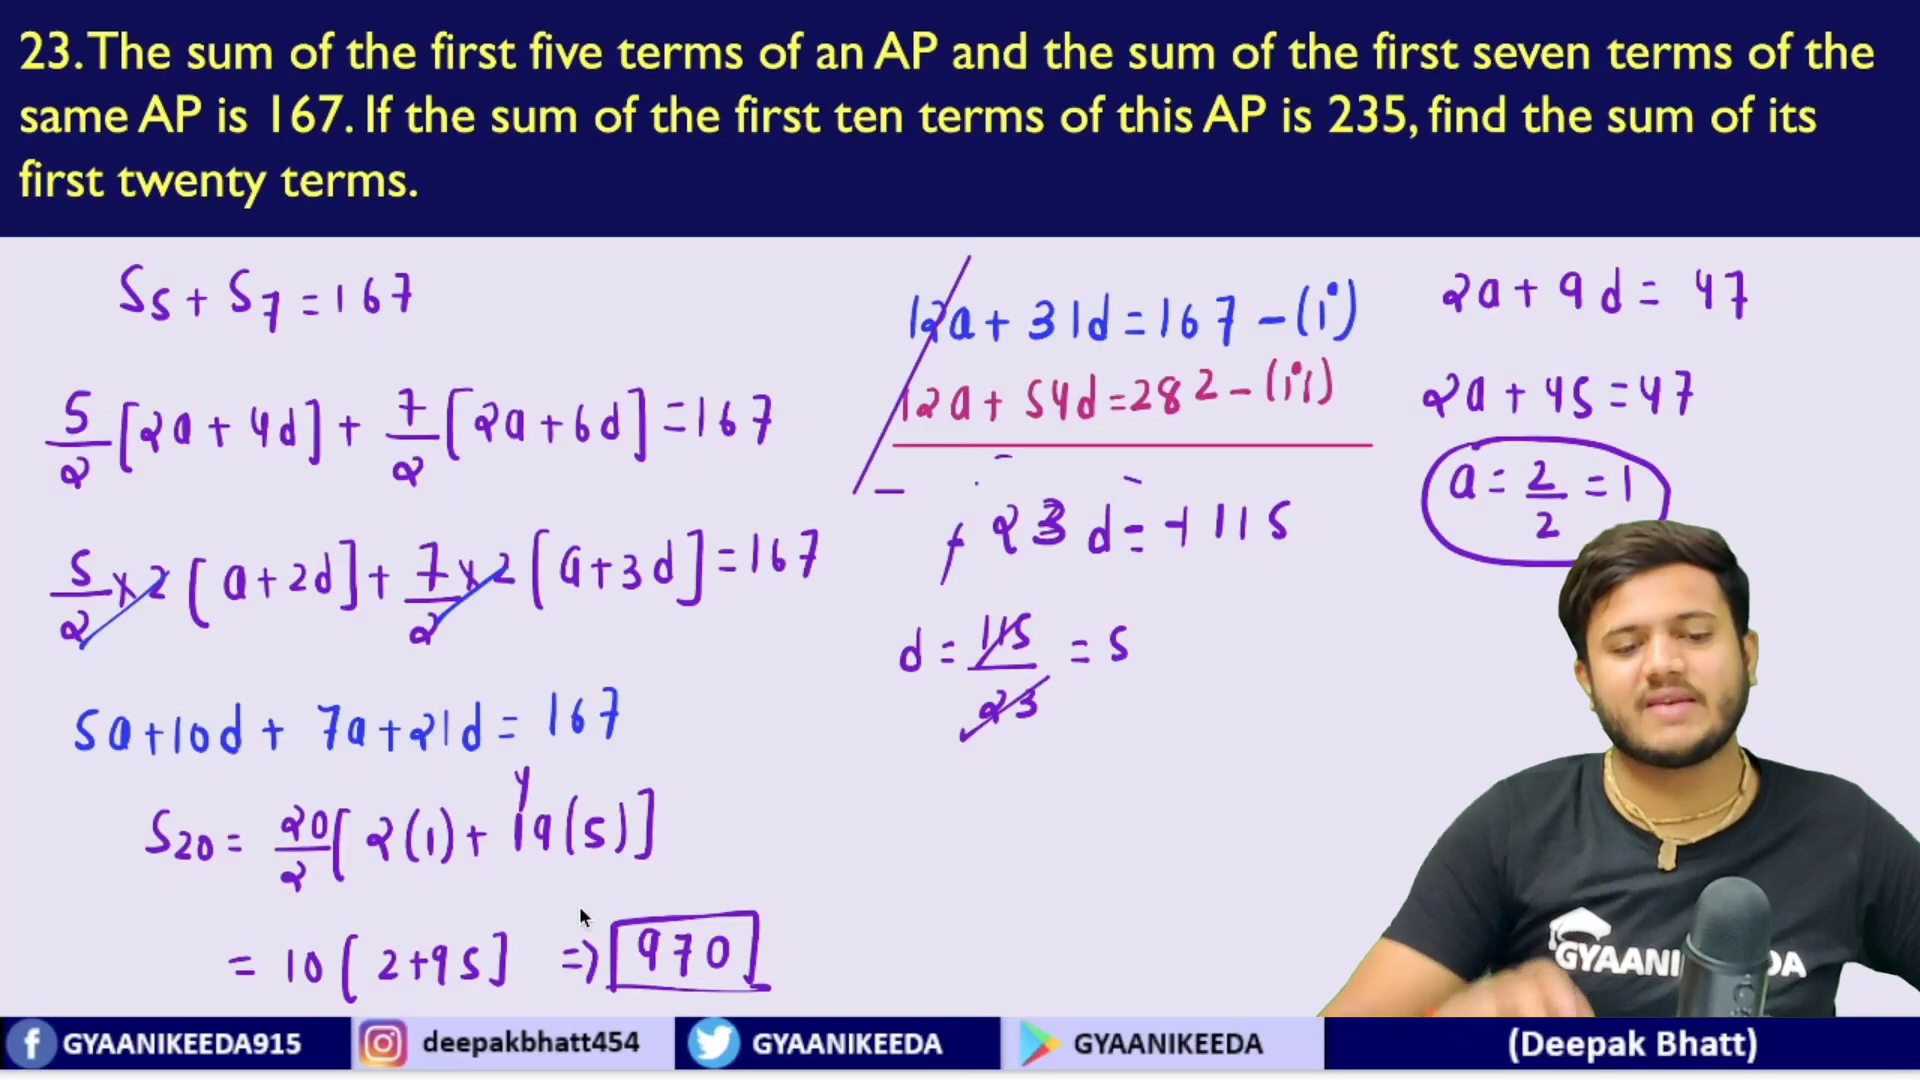 23. The sum of the first five terms of an AP and the sum of the first seven terms of the
same AP is 167. If the sum of the first ten terms of this AP is 235, find the sum of its
first twenty terms.
S5 + S7 = 167
5/2 [2a + 4d] + 7/2 [2a + 6d] = 167
5/2 × 2 [a + 2d] + 7/2 × 2 [a + 3d] = 167
5a + 10d + 7a + 21d = 167
S20 = 20/2 [2(1) + 19(5)]
= 10 [2 + 95] ⇒ 970
12a + 31d = 167 – (i)
12a + 54d = 282 – (ii)
+ 23d = + 115
d = 115/23 = 5
2a + 9d = 47
2a + 45 = 47
a = 2/2 = 1
GYAANIKEEDA915
deepakbhatt454
GYAANIKEEDA
GYAANIKEEDA
(Deepak Bhatt)